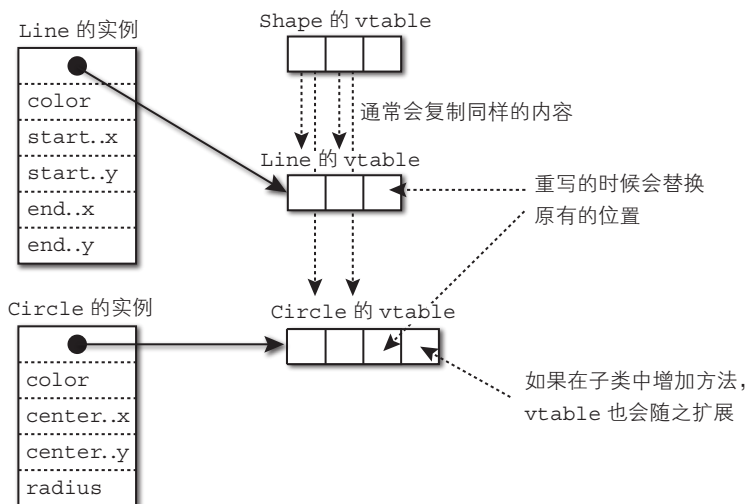 Shape 的 vtable
Line 的实例
color
start..x
start..y
end..x
end..y
通常会复制同样的内容
Line 的 vtable
重写的时候会替换
原有的位置
Circle 的实例
color
center..x
center..y
radius
Circle 的 vtable
如果在子类中增加方法，
vtable 也会随之扩展